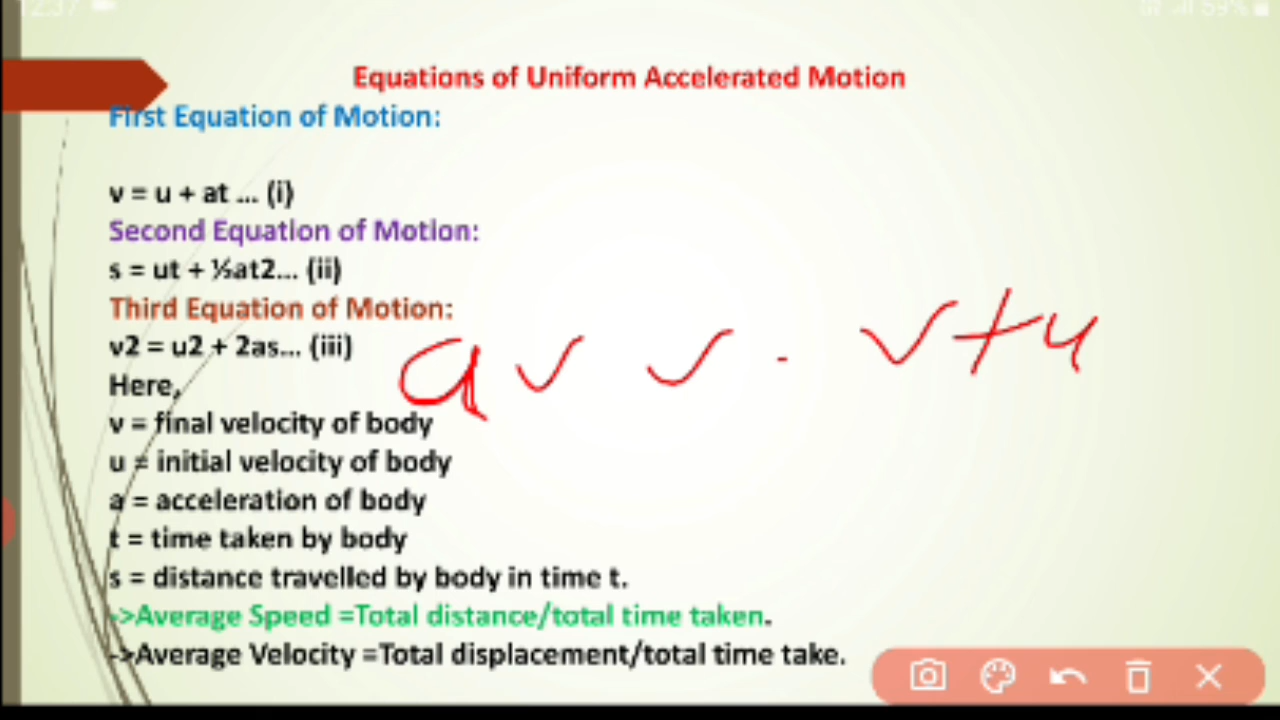 12:37 59%
Equations of Uniform Accelerated Motion
First Equation of Motion:
v = u + at ... (i)
Second Equation of Motion:
s = ut + ½at2... (ii)
Third Equation of Motion:
v2 = u2 + 2as... (iii)
a v v . v+u
Here,
v = final velocity of body
u = initial velocity of body
a = acceleration of body
t = time taken by body
s = distance travelled by body in time t.
->Average Speed =Total distance/total time taken.
->Average Velocity =Total displacement/total time take.